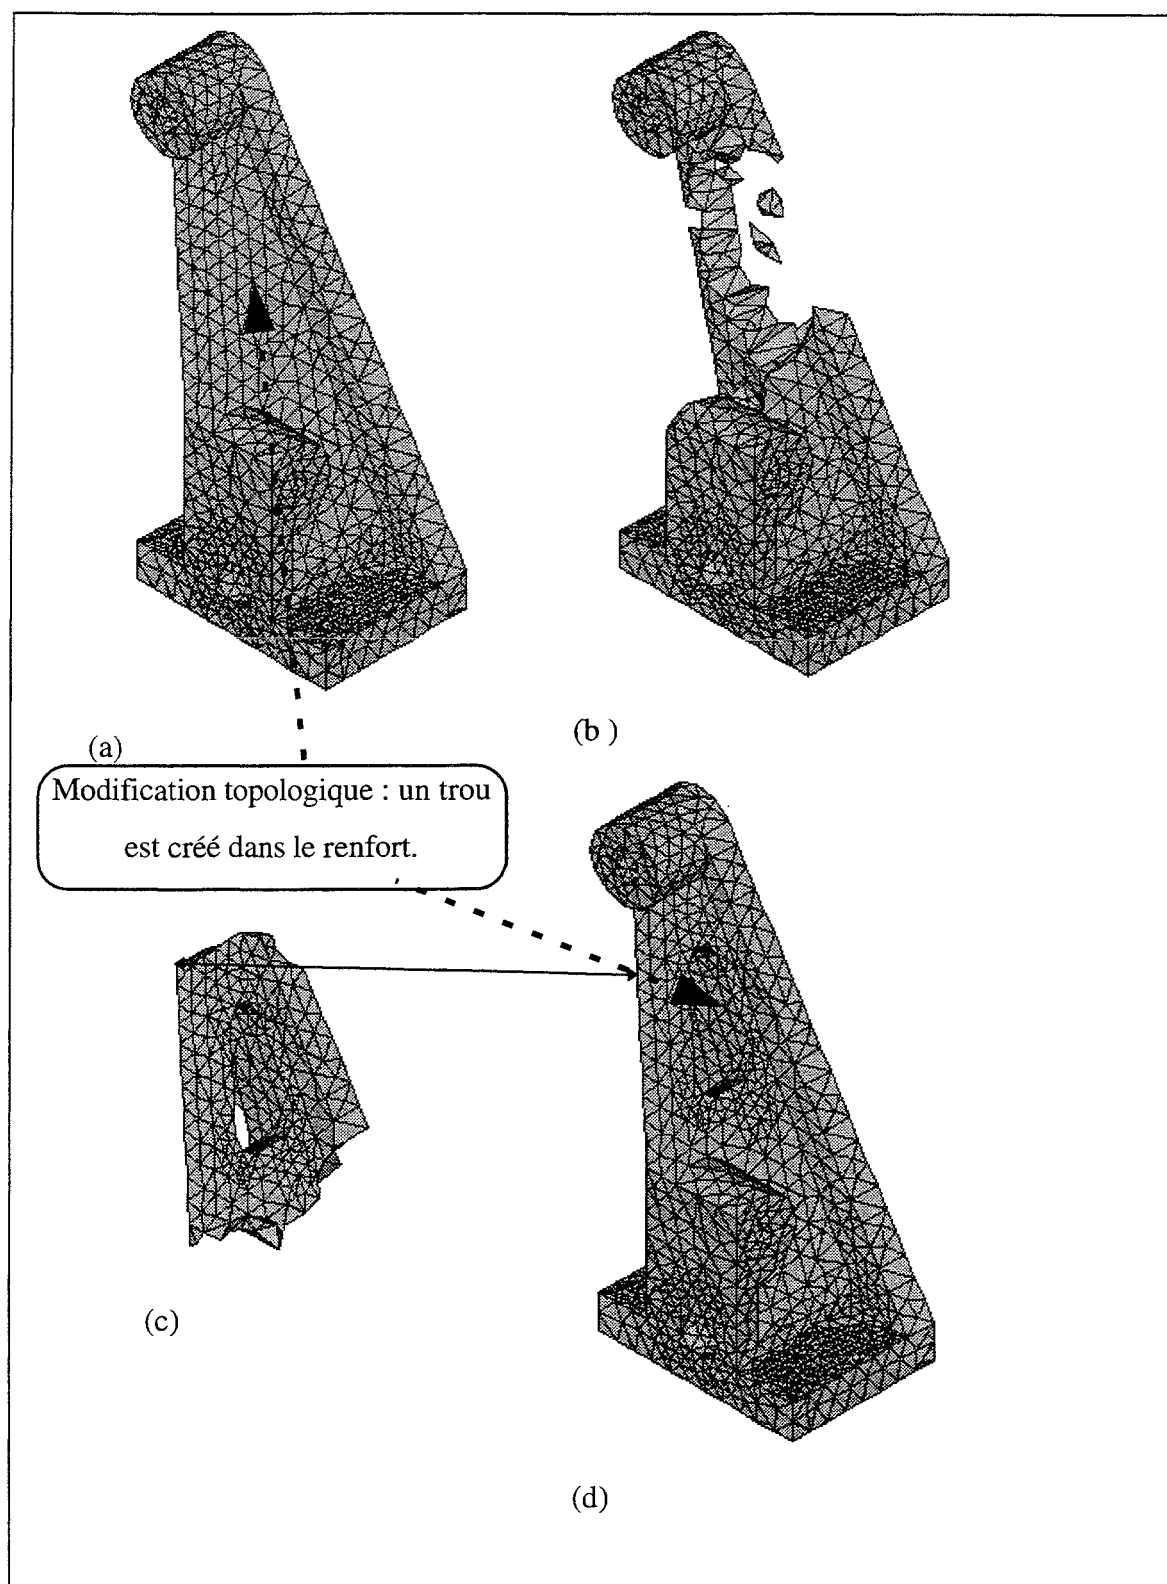 (a)
(b )
Modification topologique : un trou
est créé dans le renfort.
(c)
(d)